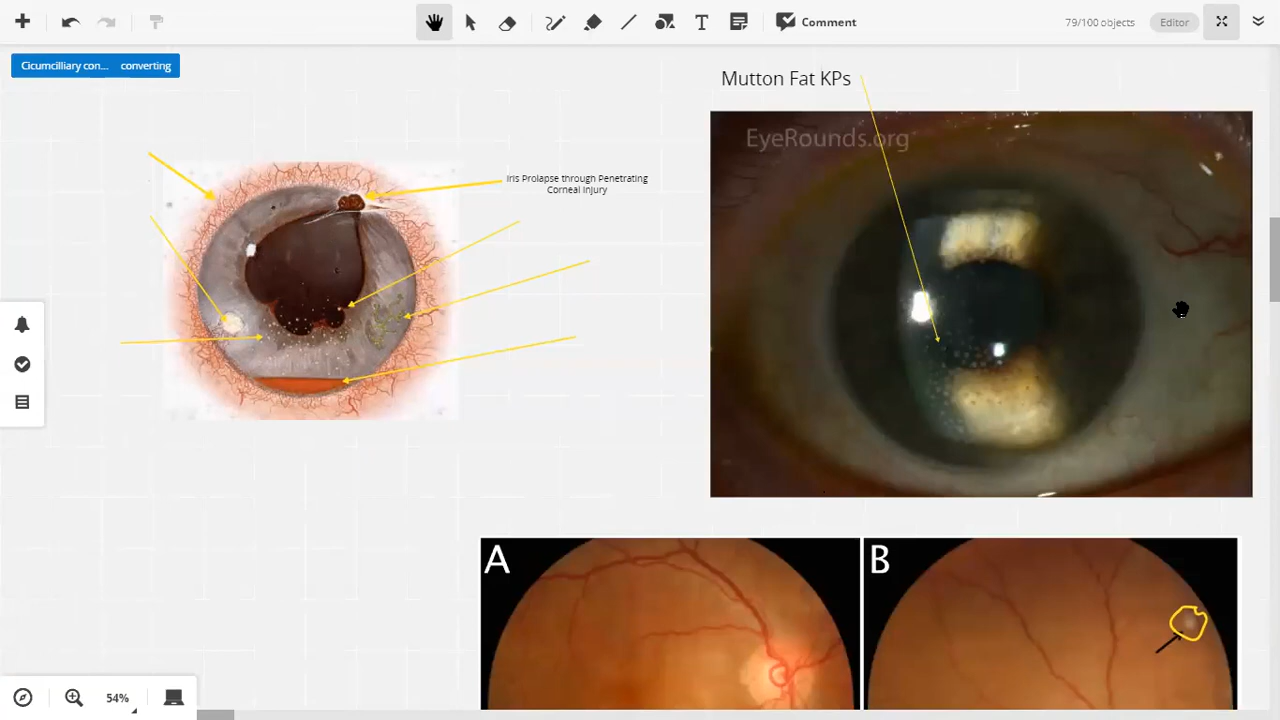 T
Comment
79/100 objects
Editor
Cicumcilliary con... converting
Mutton Fat KPs
EyeRounds.org
Iris Prolapse through Penetrating
Corneal Injury
A
B
54%